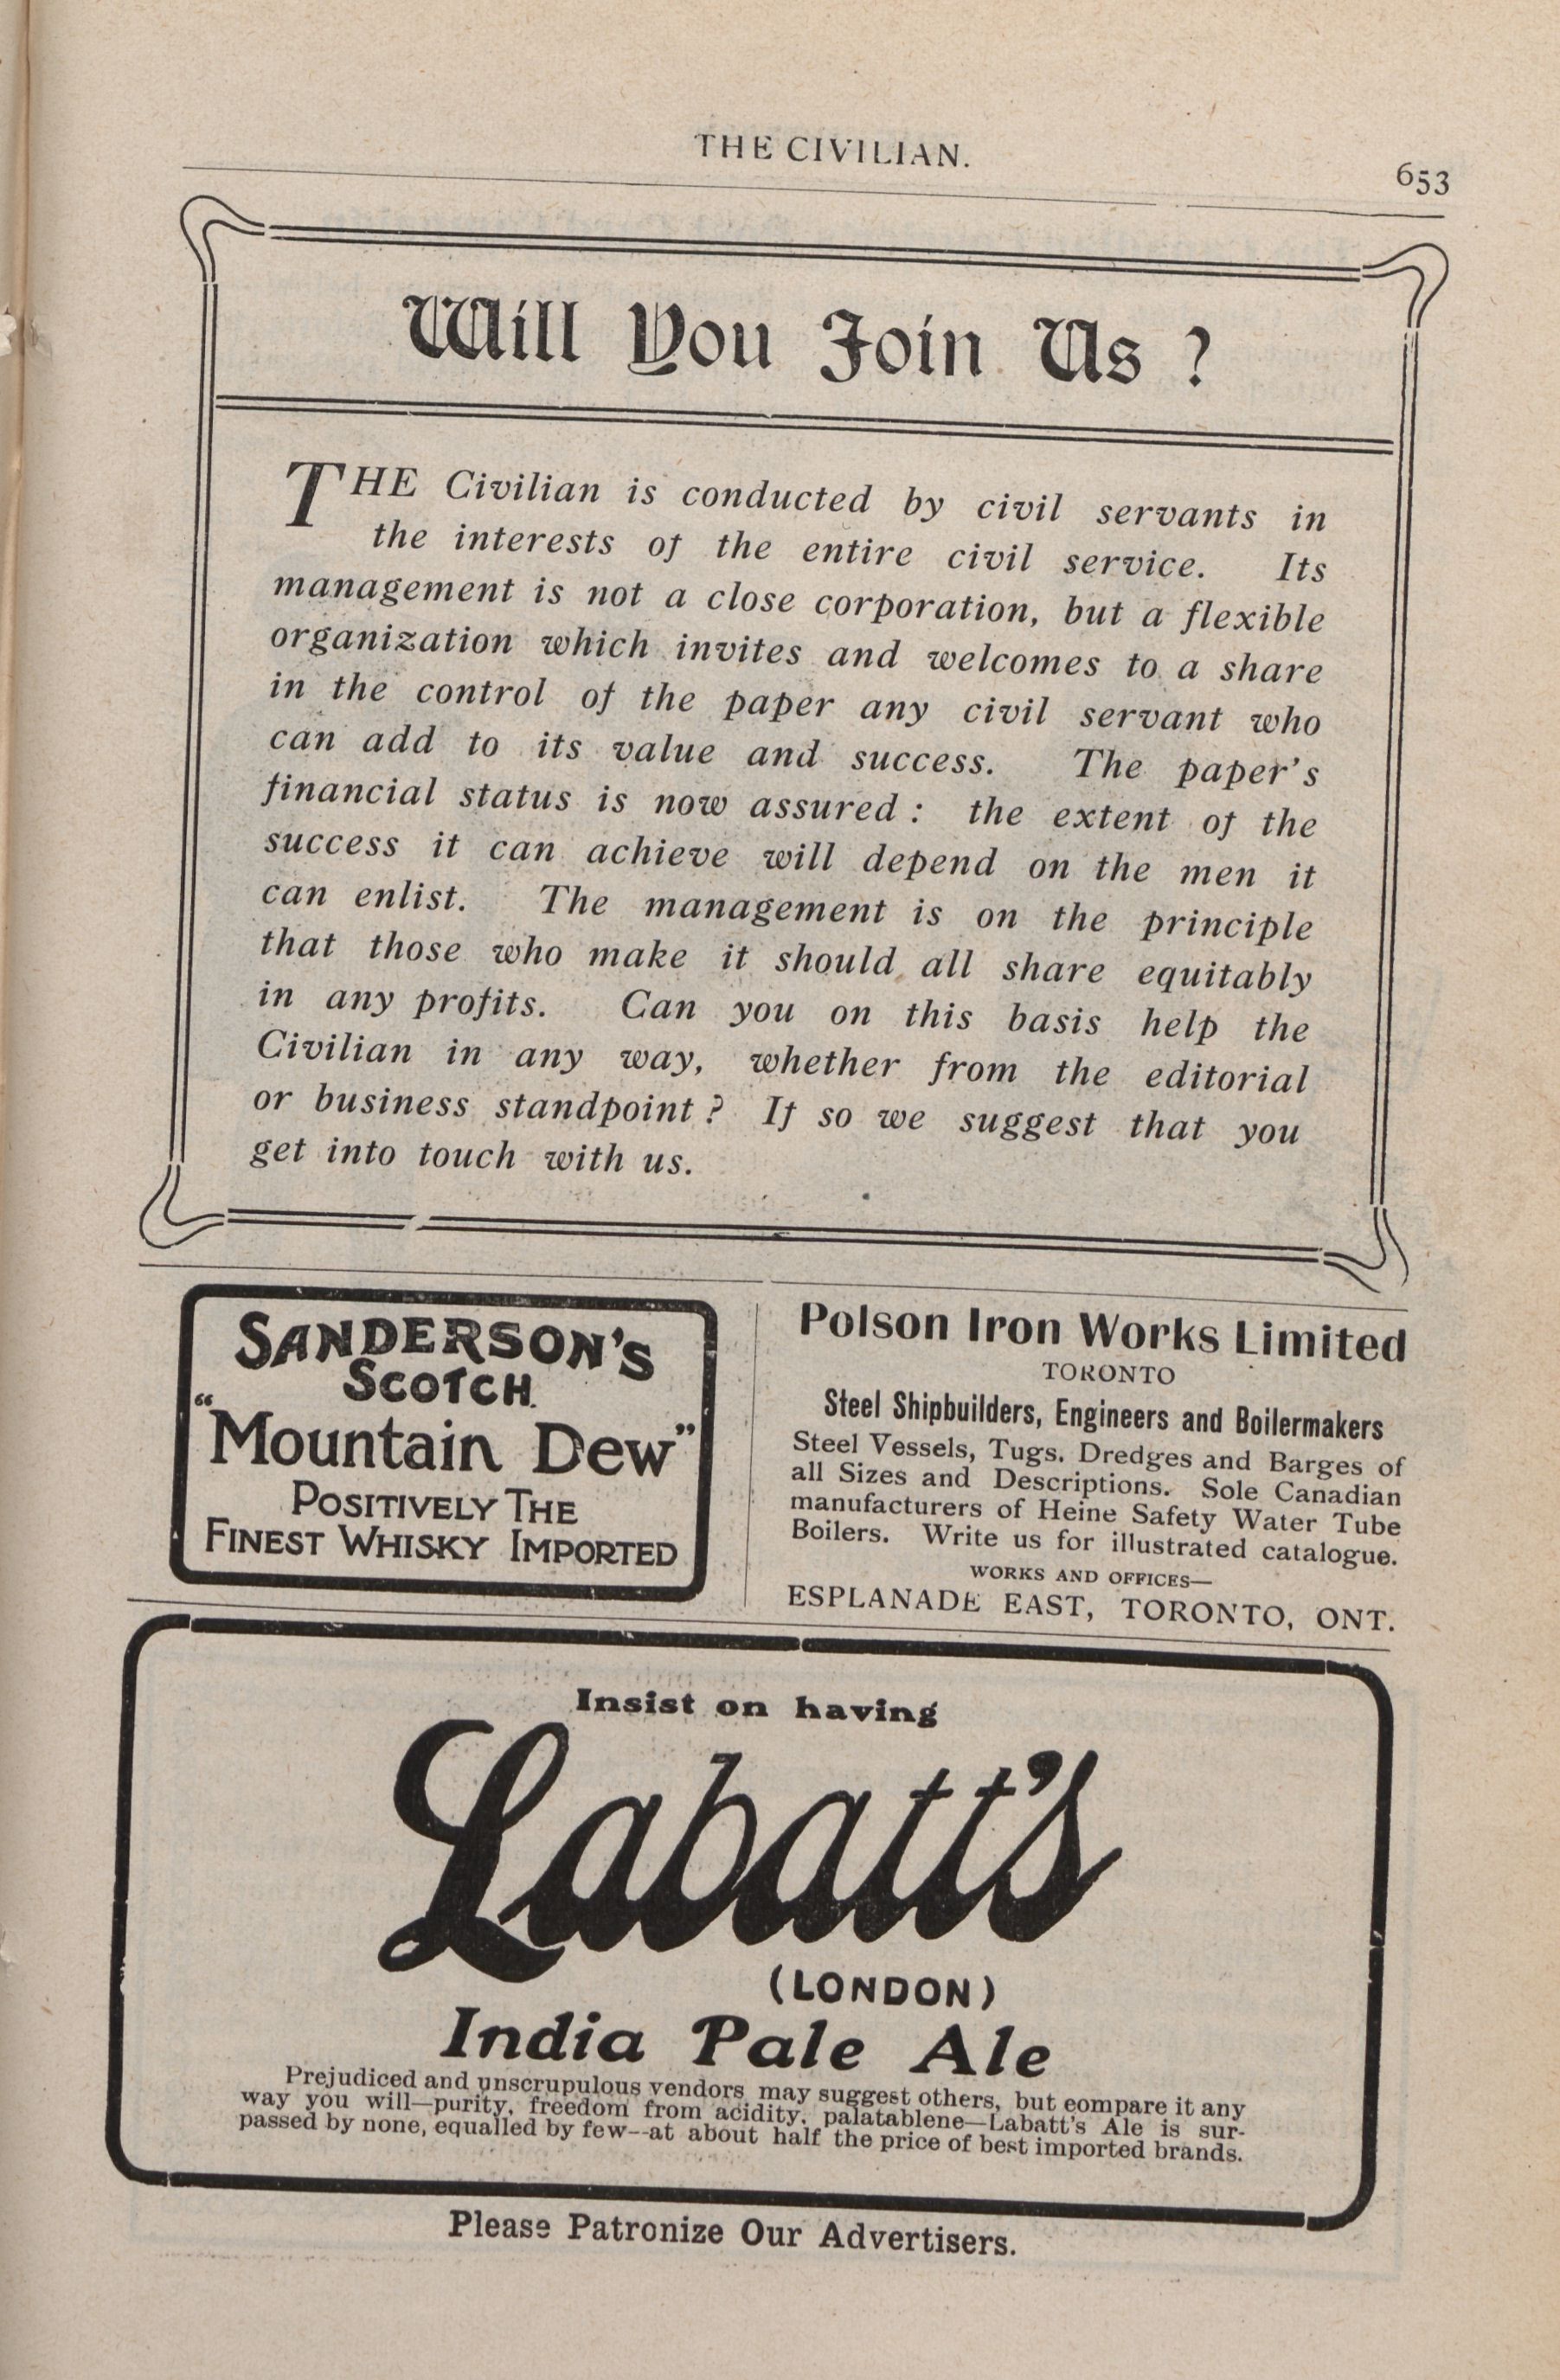 THE CIVILIAN.
653
Will You Join Us ?
THE Civilian is conducted by civil servants in
the interests of the entire civil service. Its
management is not a close corporation, but a flexible
organization which invites and welcomes to a share
in the control of the paper any civil servant who
can add to its value and success. The paper's
financial status is now assured : the extent of the
success it can achieve will depend on the men it
can enlist. The management is on the principle
that those who make it should all share equitably
in any profits. Can you on this basis help the
Civilian in any way, whether from the editorial
or business standpoint ? If so we suggest that you
get into touch with us.
SANDERSON'S
SCOTCH
"Mountain Dew"
POSITIVELY THE
FINEST WHISKY IMPORTED
Polson Iron Works Limited
TORONTO
Steel Shipbuilders, Engineers and Boilermakers
Steel Vessels, Tugs, Dredges and Barges of
all Sizes and Descriptions. Sole Canadian
manufacturers of Heine Safety Water Tube
Boilers. Write us for illustrated catalogue.
WORKS AND OFFICES—
ESPLANADE EAST, TORONTO, ONT.
Insist on having
Labatt's
(LONDON)
India Pale Ale
Prejudiced and unscrupulous vendors may suggest others, but eompare it any
way you will—purity, freedom from acidity, palatablene—Labatt's Ale is sur-
passed by none, equalled by few--at about half the price of best imported brands.
Please Patronize Our Advertisers.